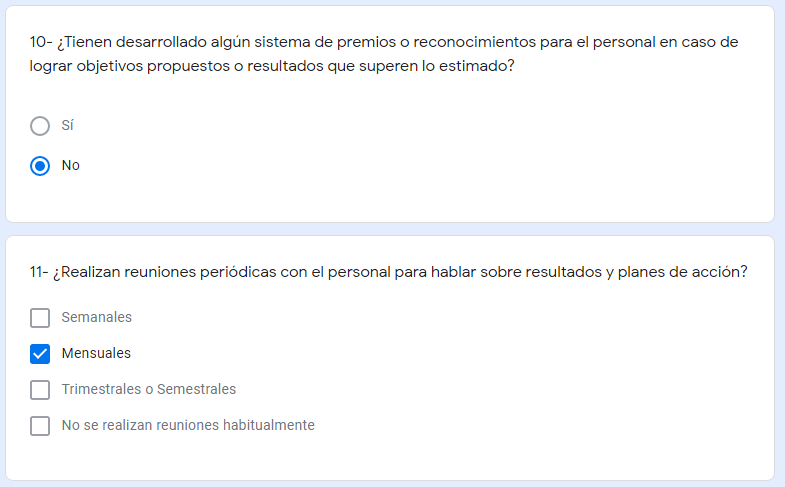 10- ¿Tienen desarrollado algún sistema de premios o reconocimientos para el personal en caso de
lograr objetivos propuestos o resultados que superen lo estimado?
Sí
No
11- ¿Realizan reuniones periódicas con el personal para hablar sobre resultados y planes de acción?
Semanales
Mensuales
Trimestrales o Semestrales
No se realizan reuniones habitualmente